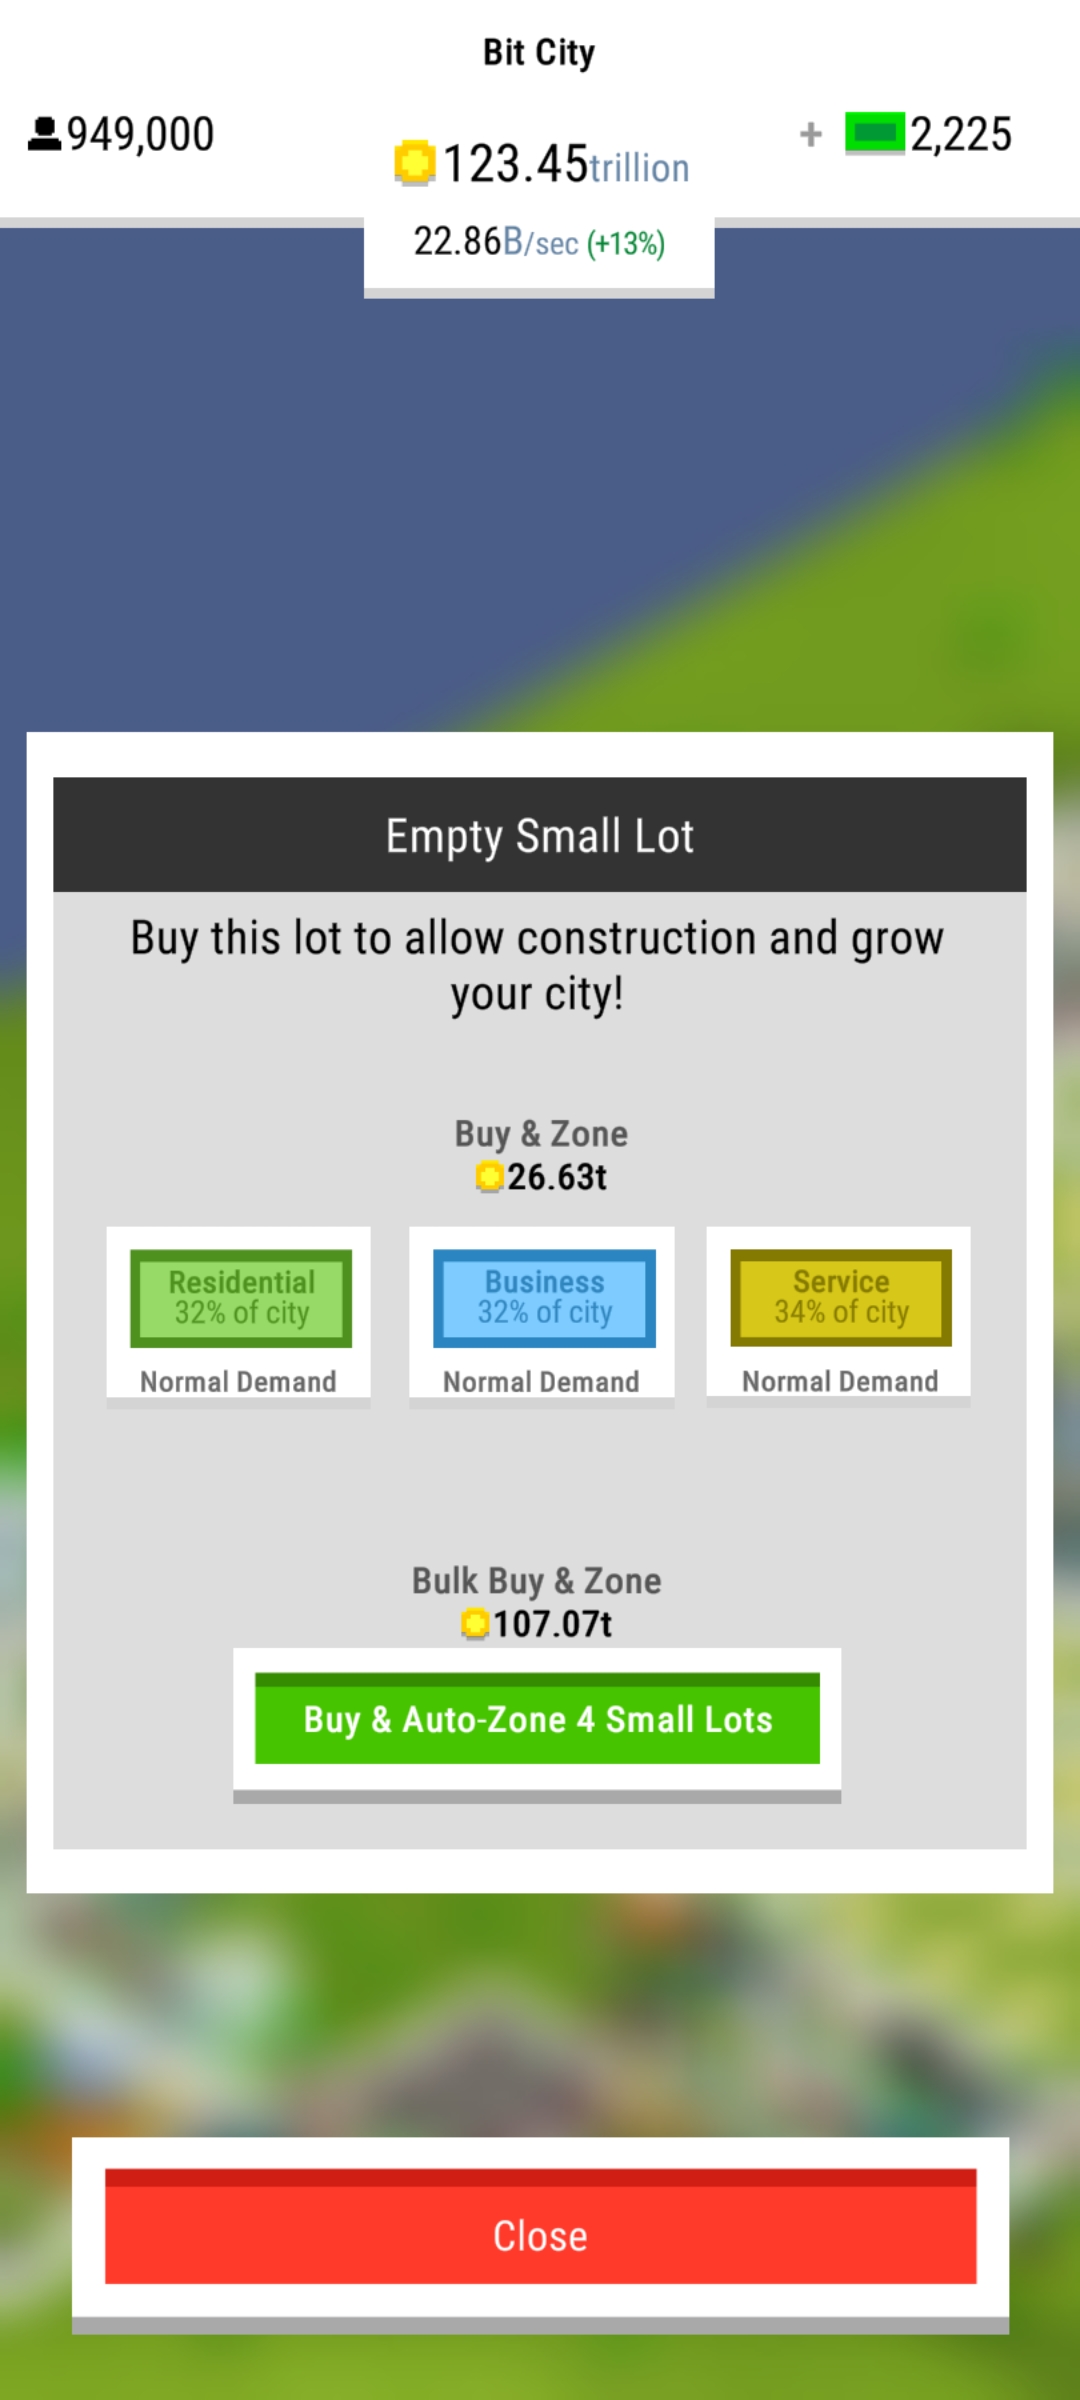 Bit City
949,000
123.45trillion
+ 2,225
22.86B/sec (+13%)
Empty Small Lot
Buy this lot to allow construction and grow
your city!
Buy & Zone
26.63t
Residential
32% of city
Normal Demand
Business
32% of city
Normal Demand
Service
34% of city
Normal Demand
Bulk Buy & Zone
107.07t
Buy & Auto-Zone 4 Small Lots
Close